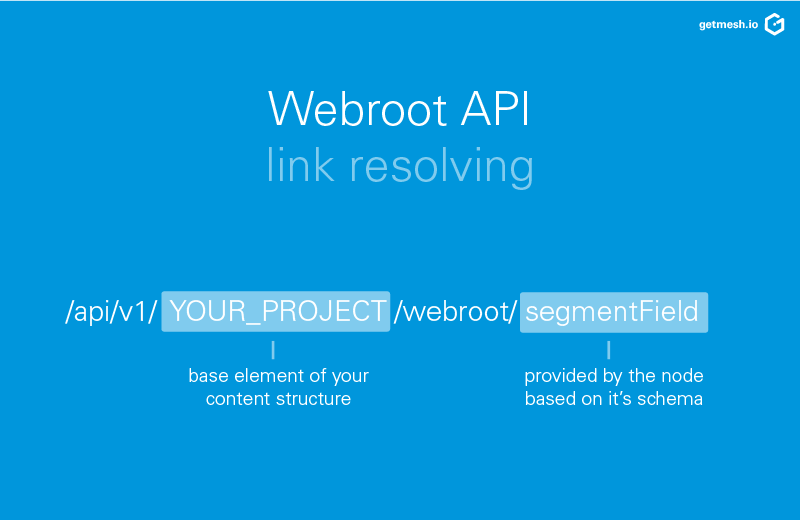 getmesh.io
Webroot API
link resolving
/api/v1/ YOUR_PROJECT /webroot/ segmentField
base element of your
content structure
provided by the node
based on it's schema